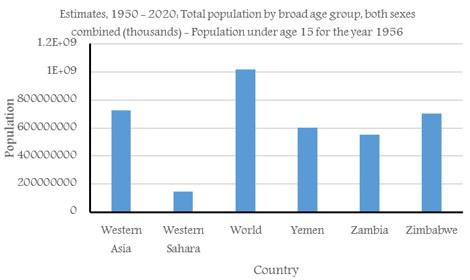 Estimates, 1950 - 2020: Total population by broad age group, both sexes
combined (thousands) - Population under age 15 for the year 1956
1.2E+09
1E+09
800000000
600000000
400000000
200000000
0
Population
Western
Asia
Western
Sahara
World
Yemen
Zambia
Zimbabwe
Country